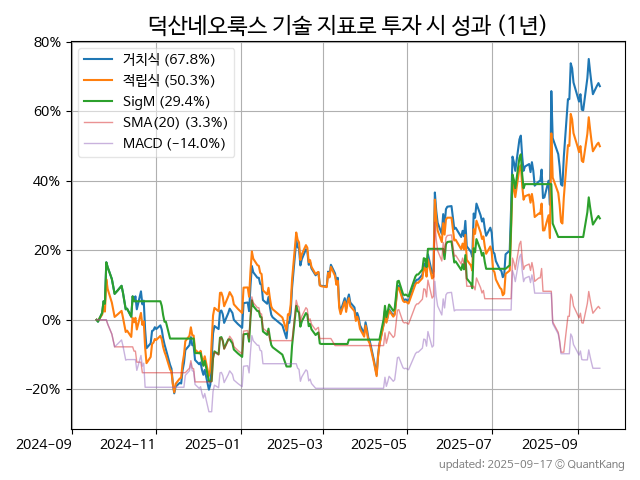 덕산네오룩스 기술 지표로 투자 시 성과 (1년)
80%
60%
40%
20%
0%
−20%
거치식 (67.8%)
적립식 (50.3%)
SigM (29.4%)
SMA(20) (3.3%)
MACD (−14.0%)
2024-09
2024-11
2025-01
2025-03
2025-05
2025-07
2025-09
updated: 2025-09-17 © QuantKang